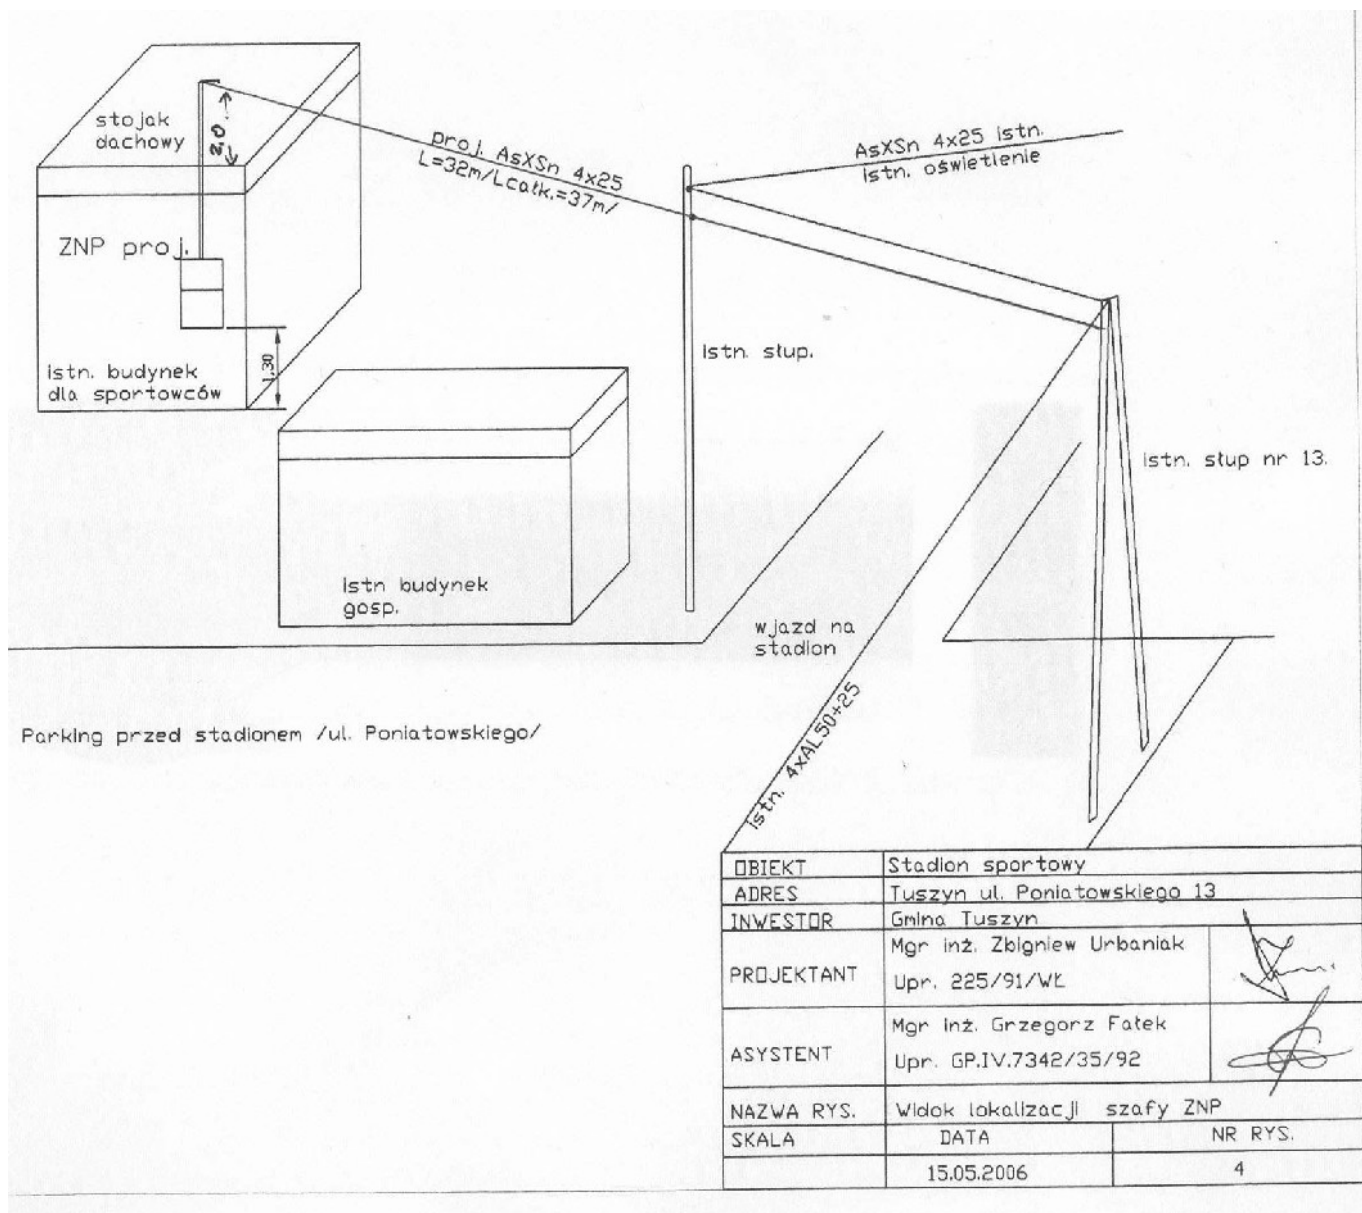 stojak
dachowy
2,0
proj. AsXSn 4x25
L=32m/Lcałk.=37m/
AsXSn 4x25 istn.
istn. oświetlenie
ZNP proj.
1,30
istn. budynek
dla sportowców
istn. słup.
istn. słup nr 13.
istn budynek
gosp.
wjazd na
stadion
istn. 4xAL50+25
Parking przed stadionem /ul. Poniatowskiego/
OBIEKT Stadion sportowy
ADRES Tuszyn ul. Poniatowskiego 13
INWESTOR Gmina Tuszyn
PROJEKTANT Mgr inż. Zbigniew Urbaniak
Upr. 225/91/WŁ
ASYSTENT Mgr inż. Grzegorz Fałek
Upr. GP.IV.7342/35/92
NAZWA RYS. Widok lokalizacji szafy ZNP
SKALA DATA NR RYS.
15.05.2006 4